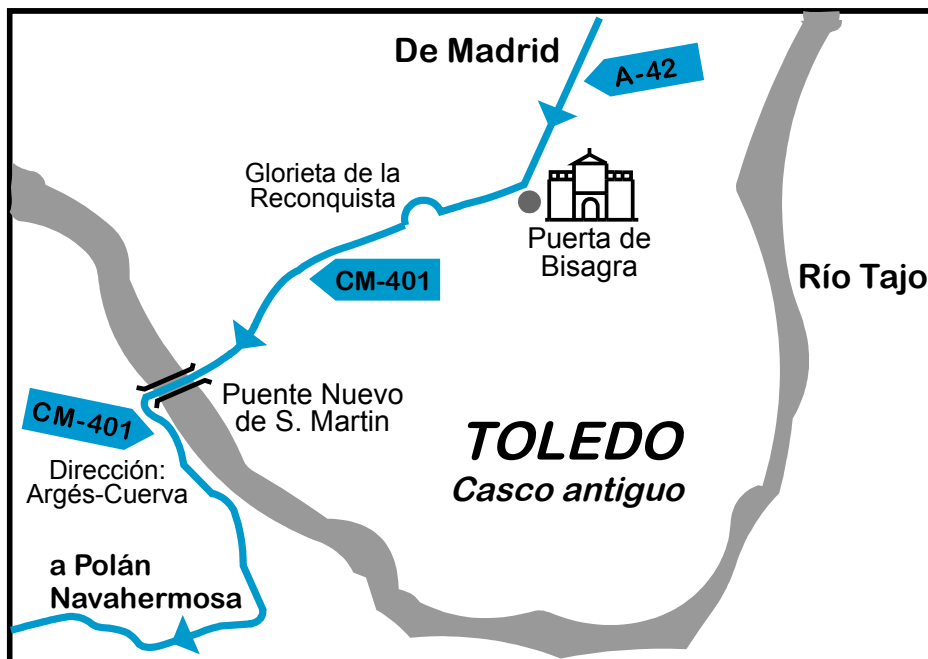 De Madrid
A-42
Glorieta de la
Reconquista
Puerta de
Bisagra
CM-401
Río Tajo
Puente Nuevo
de S. Martin
CM-401
TOLEDO
Casco antiguo
Dirección:
Argés-Cuerva
a Polán
Navahermosa